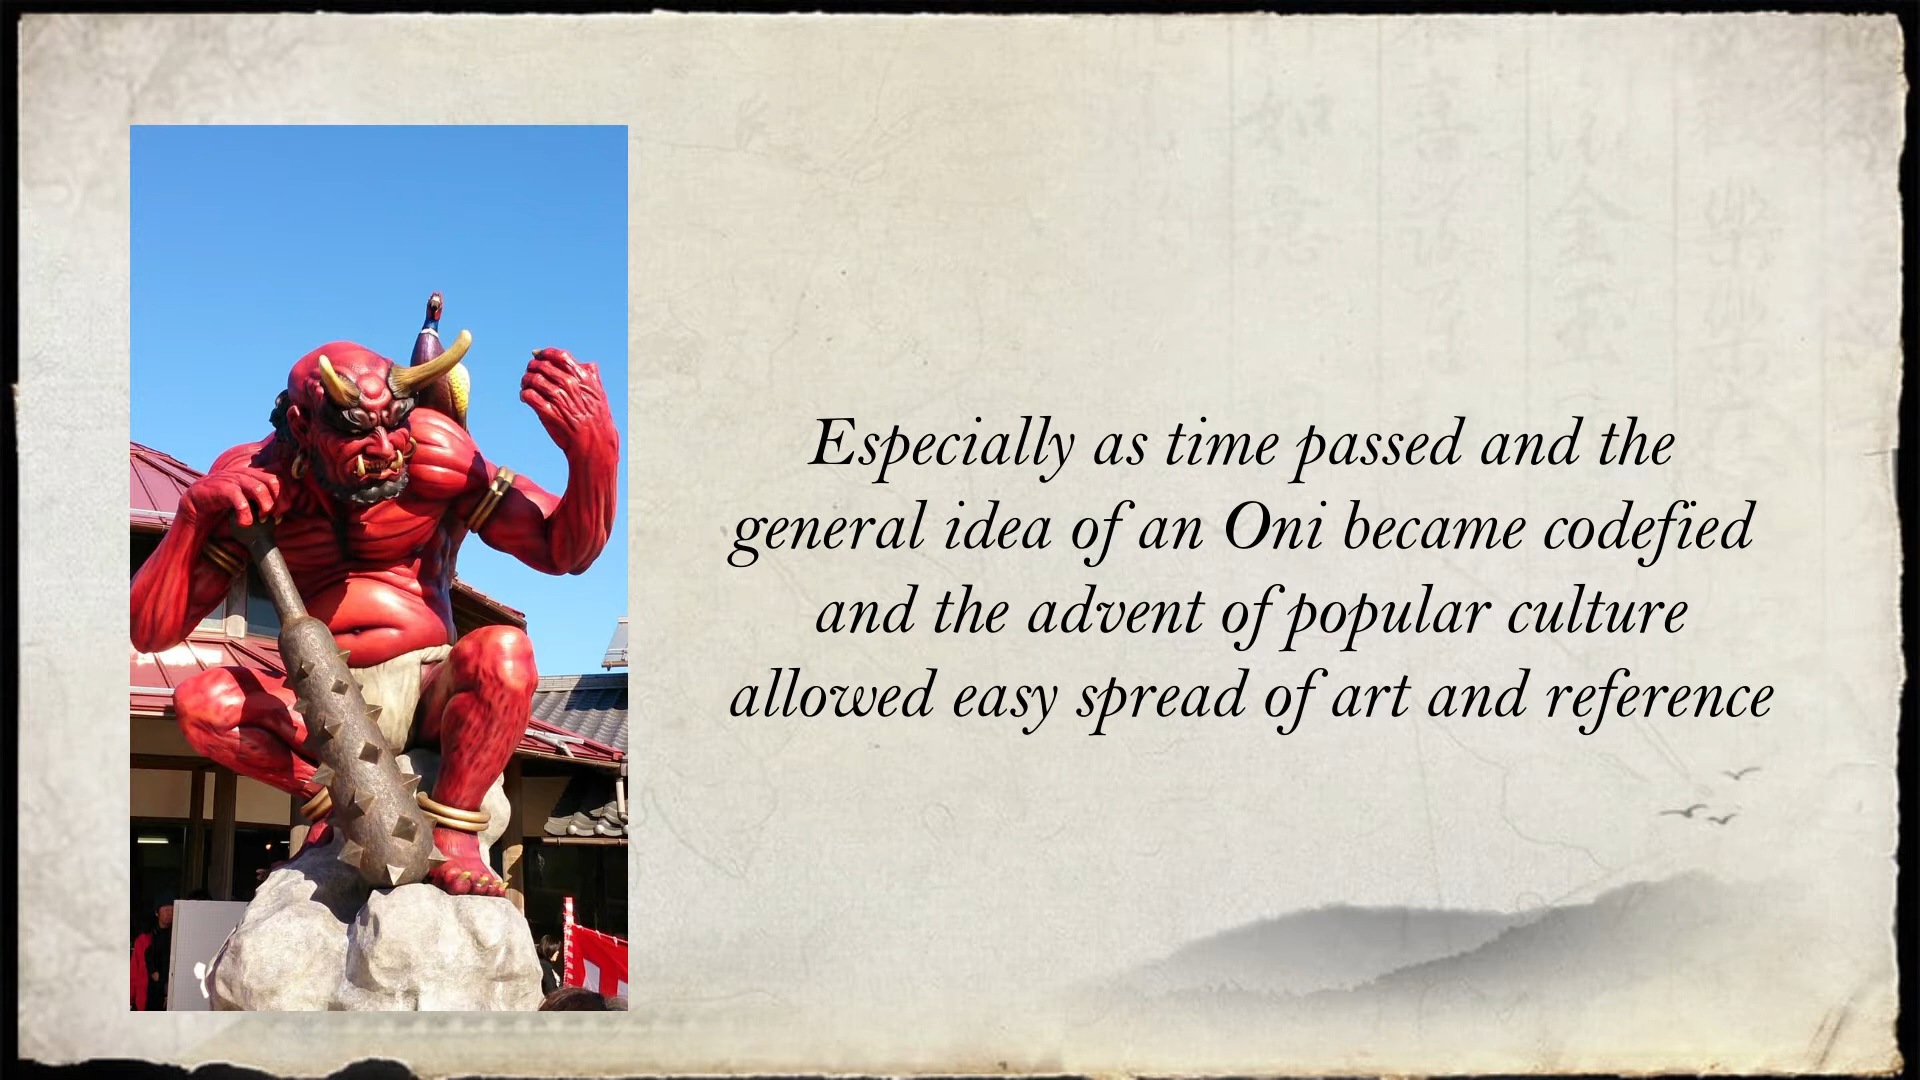 Especially as time passed and the
general idea of an Oni became codefied
and the advent of popular culture
allowed easy spread of art and reference